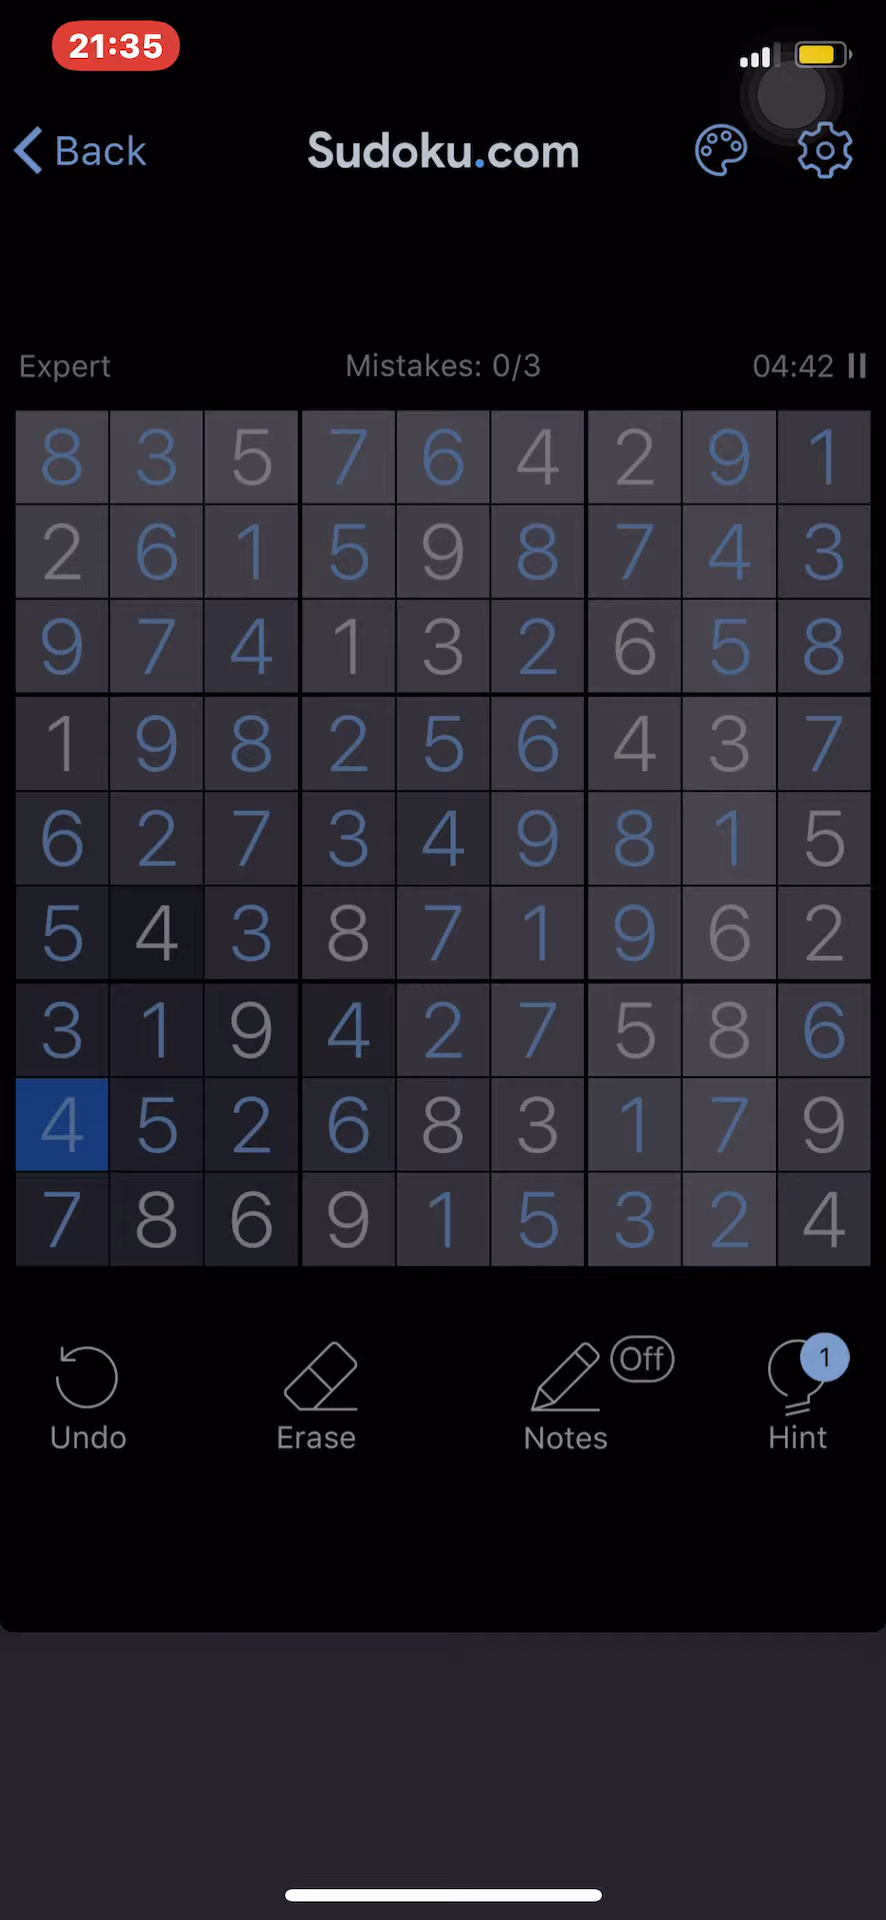 21:35
Back Sudoku.com
Expert Mistakes: 0/3 04:42
8 3 5 7 6 4 2 9 1
2 6 1 5 9 8 7 4 3
9 7 4 1 3 2 6 5 8
1 9 8 2 5 6 4 3 7
6 2 7 3 4 9 8 1 5
5 4 3 8 7 1 9 6 2
3 1 9 4 2 7 5 8 6
4 5 2 6 8 3 1 7 9
7 8 6 9 1 5 3 2 4
Off 1
Undo Erase Notes Hint